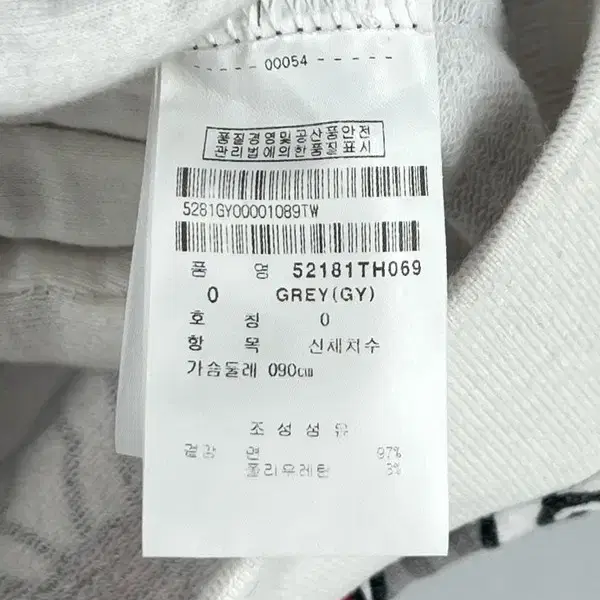 - - - - - 00054 - - - - -
품질경영및공산품안전
관리법에의한품질표시
5281GY00001089TW
품 명 52181TH069
0 GREY(GY)
호 칭 0
항 목 신체치수
가슴둘레 090cm
조성섬유
겉감 면 97%
폴리우레탄 3%